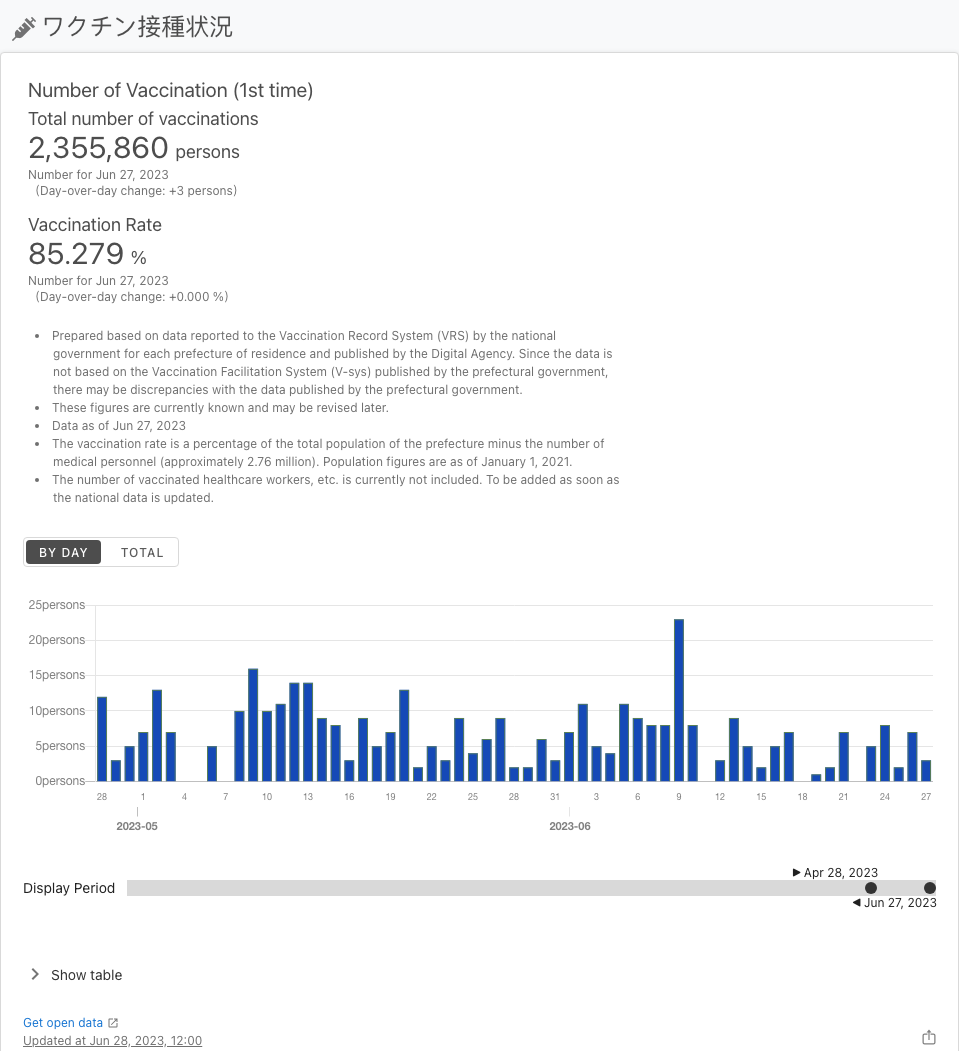 ワクチン接種状況
Number of Vaccination (1st time)
Total number of vaccinations
2,355,860 persons
Number for Jun 27, 2023
(Day-over-day change: +3 persons)
Vaccination Rate
85.279 %
Number for Jun 27, 2023
(Day-over-day change: +0.000 %)
• Prepared based on data reported to the Vaccination Record System (VRS) by the national
government for each prefecture of residence and published by the Digital Agency. Since the data is
not based on the Vaccination Facilitation System (V-sys) published by the prefectural government,
there may be discrepancies with the data published by the prefectural government.
• These figures are currently known and may be revised later.
• Data as of Jun 27, 2023
• The vaccination rate is a percentage of the total population of the prefecture minus the number of
medical personnel (approximately 2.76 million). Population figures are as of January 1, 2021.
• The number of vaccinated healthcare workers, etc. is currently not included. To be added as soon as
the national data is updated.
BY DAY TOTAL
25persons
20persons
15persons
10persons
5persons
0persons
28 1 4 7 10 13 16 19 22 25 28 31 3 6 9 12 15 18 21 24 27
2023-05 2023-06
Apr 28, 2023
Display Period
Jun 27, 2023
Show table
Get open data
Updated at Jun 28, 2023, 12:00